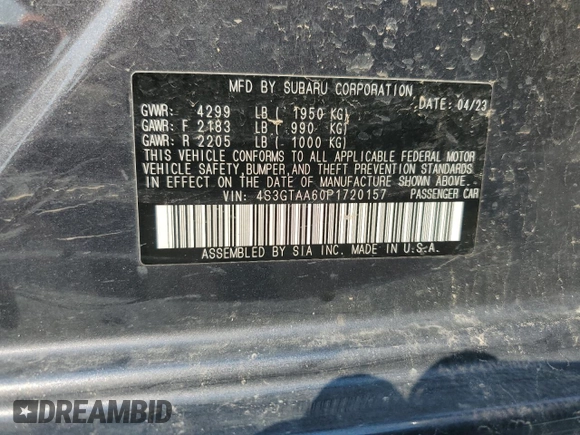 MFD BY SUBARU CORPORATION
GVWR: 4299 LB ( 1950 KG) DATE: 04/23
GAWR: F 2183 LB ( 990 KG)
GAWR: R 2205 LB ( 1000 KG)
THIS VEHICLE CONFORMS TO ALL APPLICABLE FEDERAL MOTOR
VEHICLE SAFETY, BUMPER, AND THEFT PREVENTION STANDARDS
IN EFFECT ON THE DATE OF MANUFACTURE SHOWN ABOVE.
VIN: 4S3GTAA60P1720157 PASSENGER CAR
ASSEMBLED BY SIA INC. MADE IN U.S.A.
DREAMBID